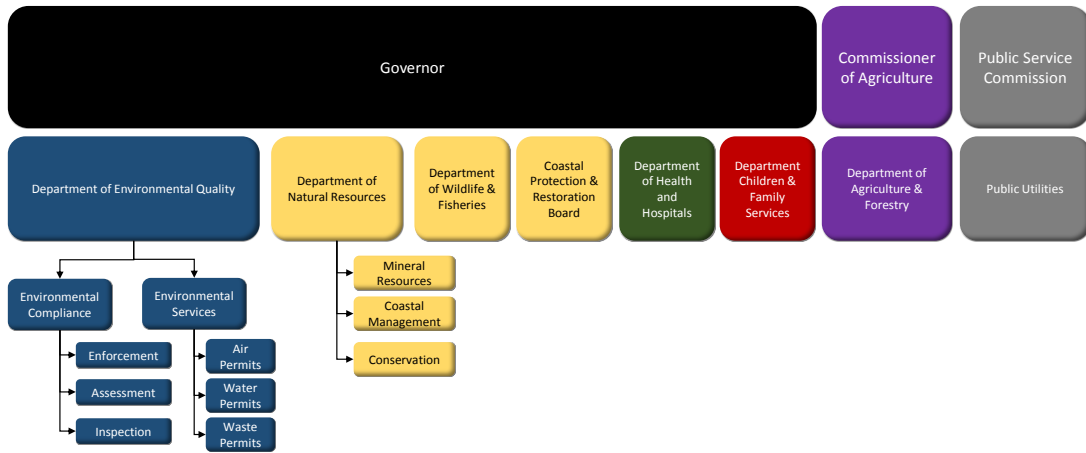 Governor
Commissioner
of Agriculture
Public Service
Commission
Department of Environmental Quality
Department of
Natural Resources
Department
of Wildlife &
Fisheries
Coastal
Protection &
Restoration
Board
Department
of Health
and
Hospitals
Department
Children &
Family
Services
Department of
Agriculture &
Forestry
Public Utilities
Environmental
Compliance
Environmental
Services
Mineral
Resources
Coastal
Management
Conservation
Enforcement
Assessment
Inspection
Air
Permits
Water
Permits
Waste
Permits